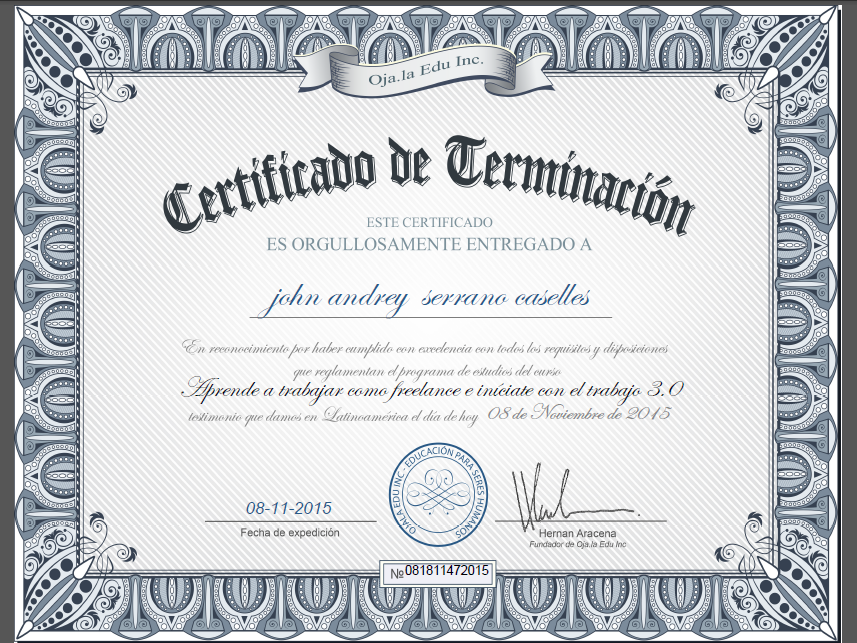 Oja.la Edu Inc.
Certificado de Terminación
ESTE CERTIFICADO
ES ORGULLOSAMENTE ENTREGADO A
john andrey serrano caselles
En reconocimiento por haber cumplido con excelencia con todos los requisitos y disposiciones
que reglamentan el programa de estudios del curso
Aprende a trabajar como freelance e iníciate con el trabajo 3.0
testimonio que damos en Latinoamérica el día de hoy 08 de Noviembre de 2015
OJALA EDU INC - EDUCACIÓN PARA SERES HUMANOS
08-11-2015
Fecha de expedición
Hernan Aracena
Fundador de Oja.la Edu Inc
№081811472015